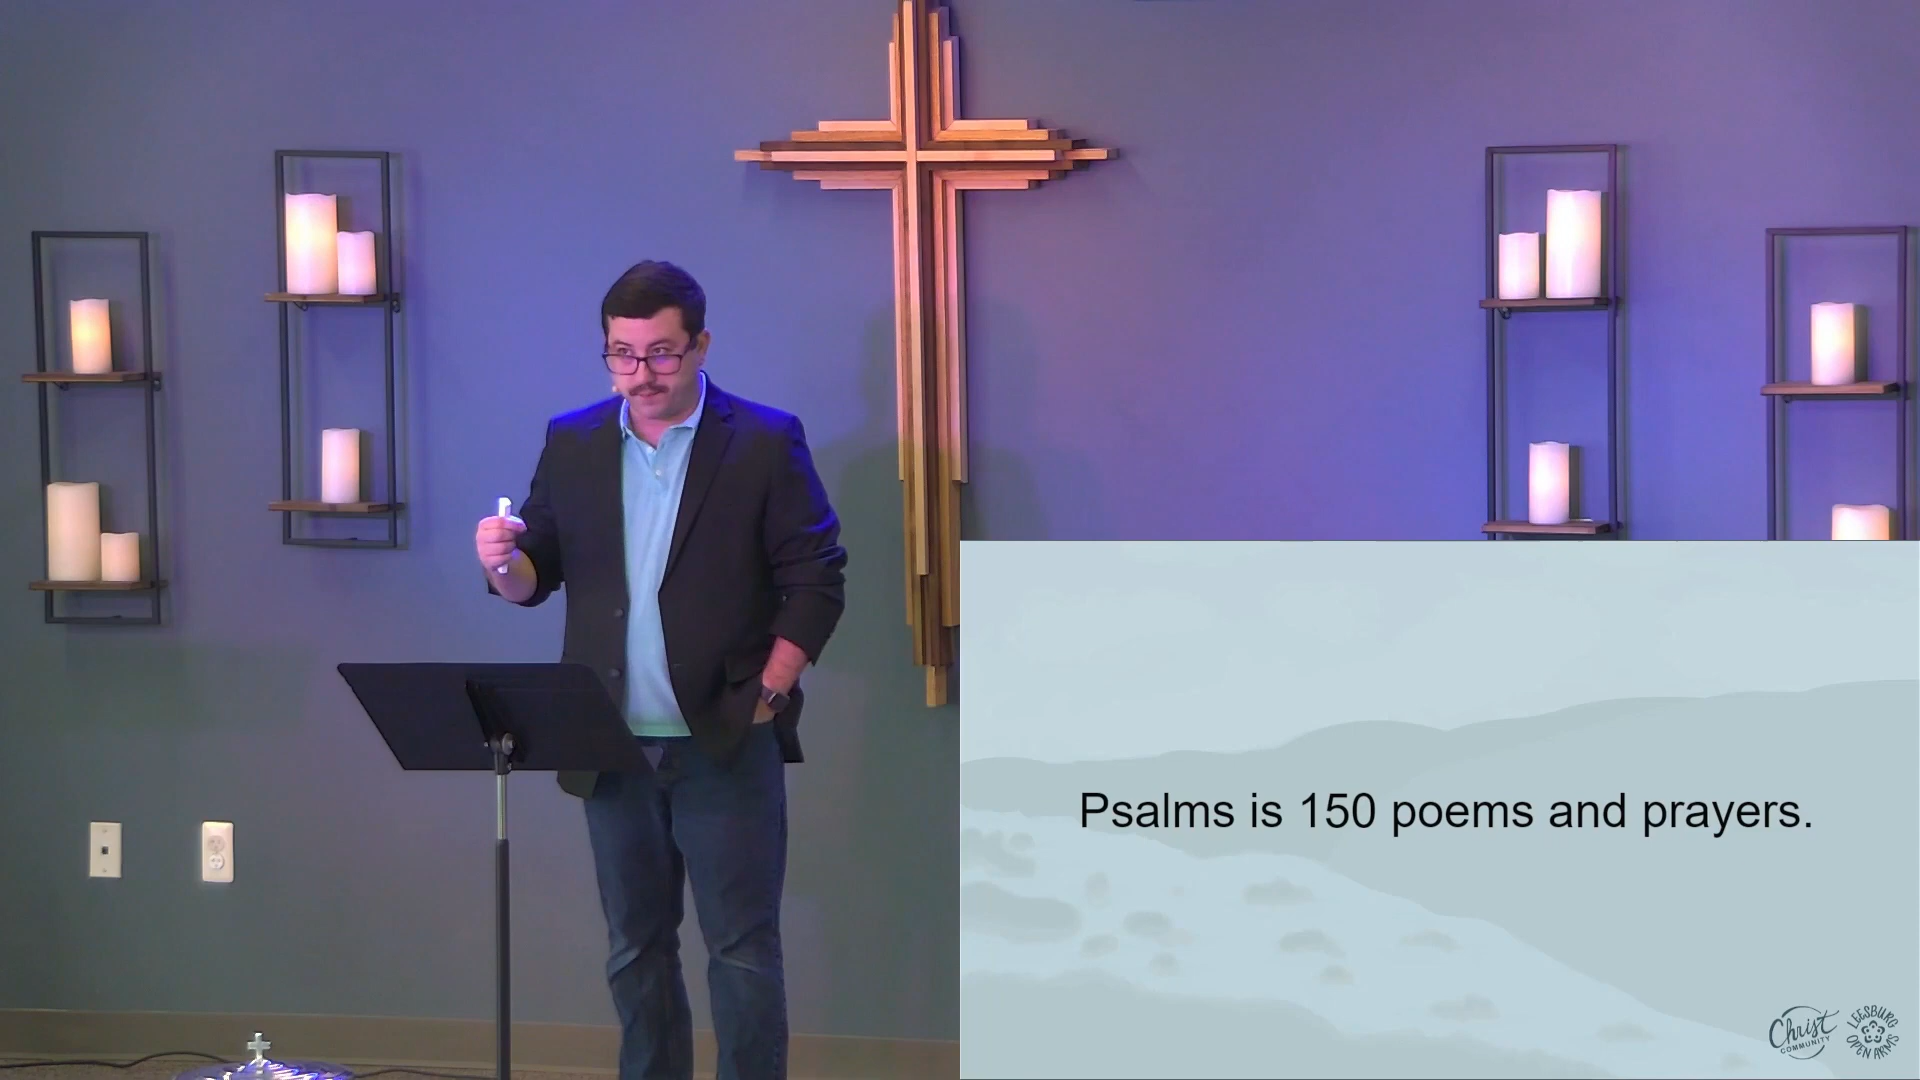 Psalms is 150 poems and prayers.
Christ
COMMUNITY
LEESBURG
OPEN ARMS